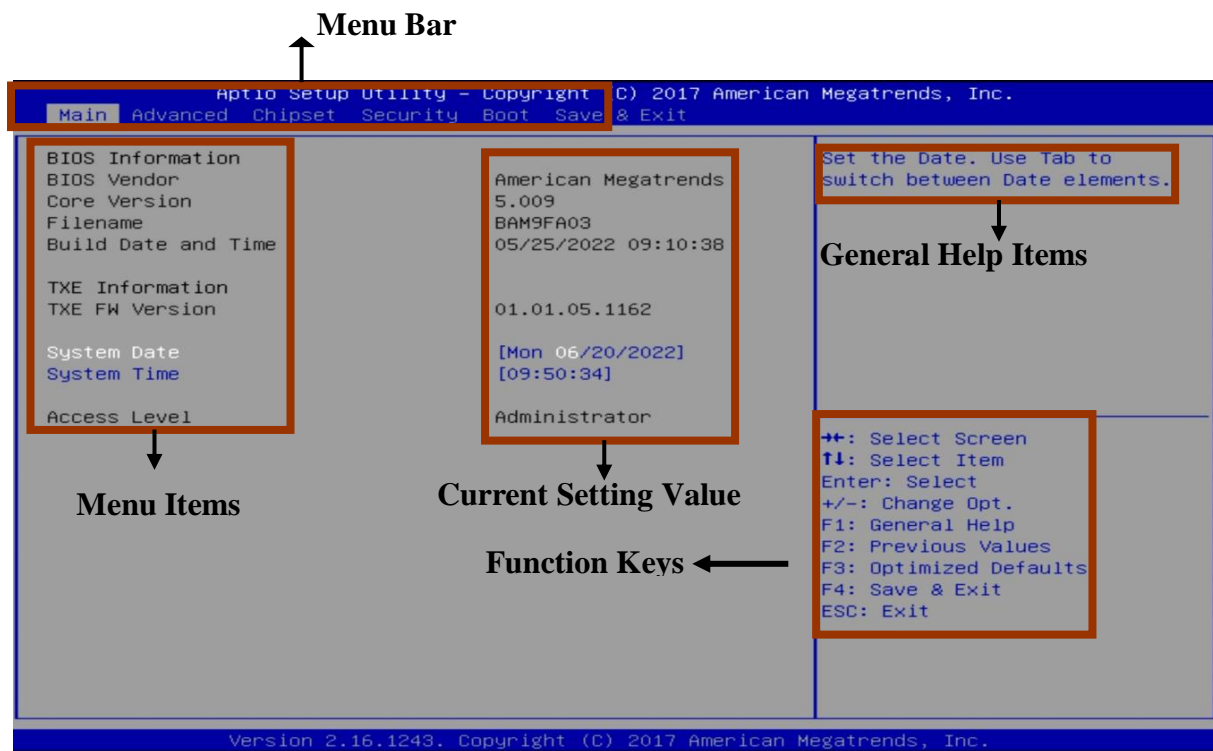 Menu Bar
Aptio Setup Utility – Copyright (C) 2017 American Megatrends, Inc.
Main Advanced Chipset Security Boot Save & Exit
BIOS Information
BIOS Vendor American Megatrends
Core Version 5.009
Filename BAM9FA03
Build Date and Time 05/25/2022 09:10:38
TXE Information
TXE FW Version 01.01.05.1162
System Date [Mon 06/20/2022]
System Time [09:50:34]
Access Level Administrator
Set the Date. Use Tab to
switch between Date elements.
General Help Items
Menu Items
Current Setting Value
Function Keys
→←: Select Screen
↑↓: Select Item
Enter: Select
+/-: Change Opt.
F1: General Help
F2: Previous Values
F3: Optimized Defaults
F4: Save & Exit
ESC: Exit
Version 2.16.1243. Copyright (C) 2017 American Megatrends, Inc.